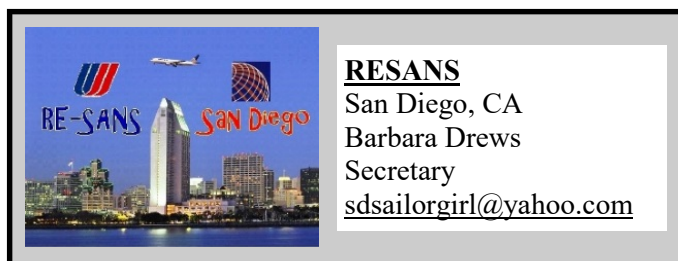 RE-SANS San Diego
RESANS
San Diego, CA
Barbara Drews
Secretary
sdsailorgirl@yahoo.com